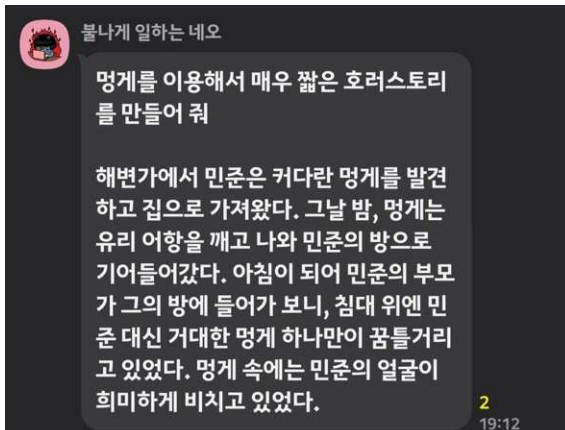 불나게 일하는 네오
멍게를 이용해서 매우 짧은 호러스토리
를 만들어 줘
해변가에서 민준은 커다란 멍게를 발견
하고 집으로 가져왔다. 그날 밤, 멍게는
유리 어항을 깨고 나와 민준의 방으로
기어들어갔다. 아침이 되어 민준의 부모
가 그의 방에 들어가 보니, 침대 위엔 민
준 대신 거대한 멍게 하나만이 꿈틀거리
고 있었다. 멍게 속에는 민준의 얼굴이
희미하게 비치고 있었다.
2
19:12